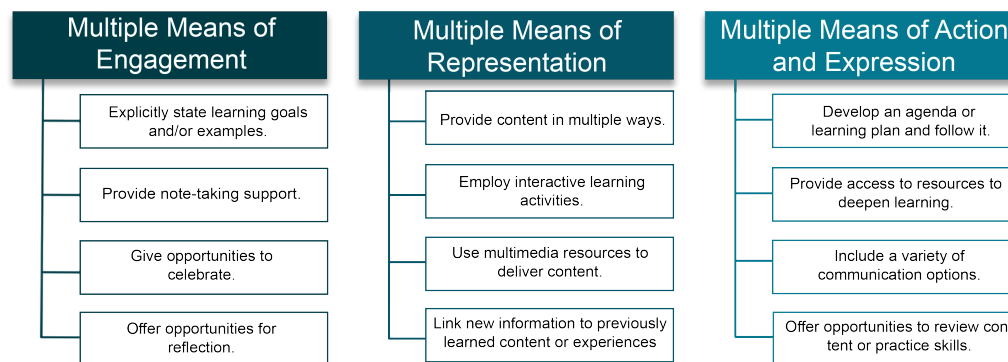 Multiple Means of
Engagement
Explicitly state learning goals
and/or examples.
Provide note-taking support.
Give opportunities to
celebrate.
Offer opportunities for
reflection.
Multiple Means of
Representation
Provide content in multiple ways.
Employ interactive learning
activities.
Use multimedia resources to
deliver content.
Link new information to previously
learned content or experiences
Multiple Means of Action
and Expression
Develop an agenda or
learning plan and follow it.
Provide access to resources to
deepen learning.
Include a variety of
communication options.
Offer opportunities to review con
tent or practice skills.